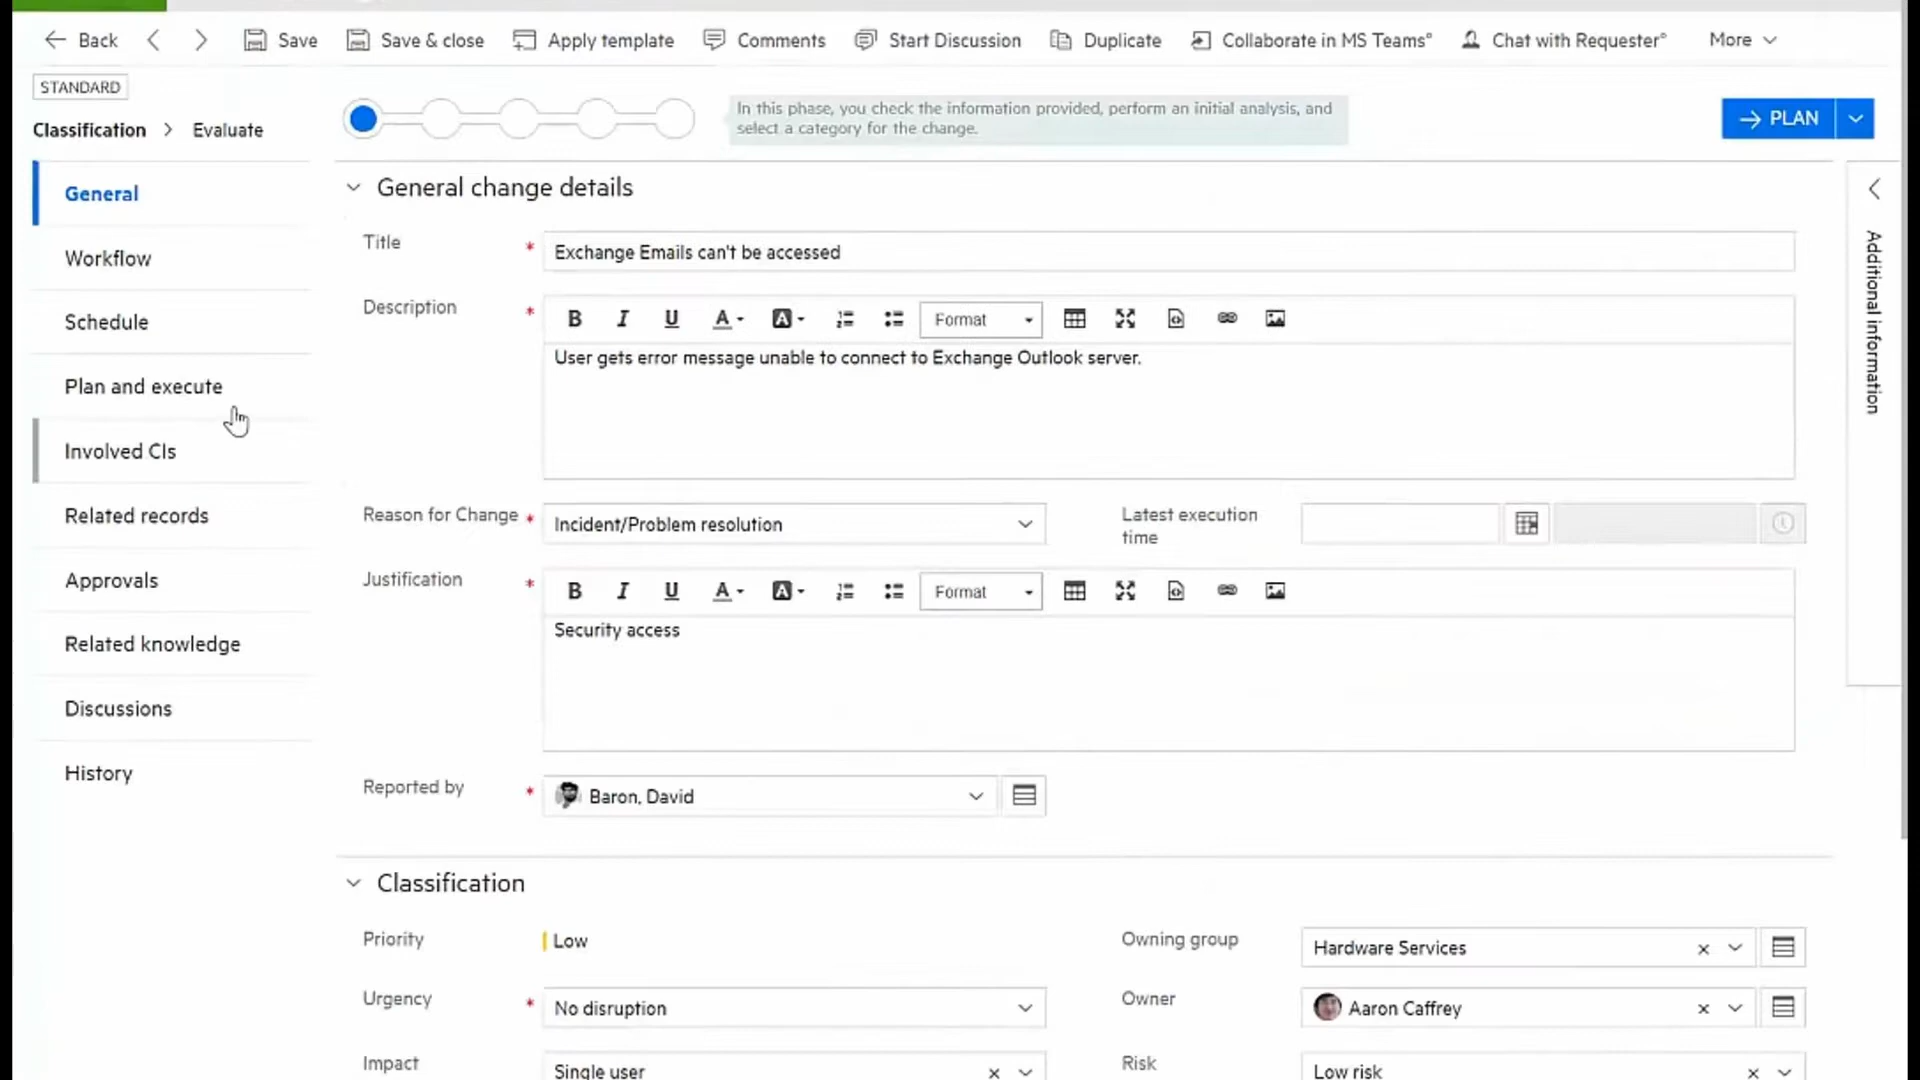 Back
Save
Save & close
Apply template
Comments
Start Discussion
Duplicate
Collaborate in MS Teams°
Chat with Requester°
More
STANDARD
Classification > Evaluate
In this phase, you check the information provided, perform an initial analysis, and
select a category for the change.
PLAN
General
Workflow
Schedule
Plan and execute
Involved CIs
Related records
Approvals
Related knowledge
Discussions
History
General change details
Title *
Exchange Emails can't be accessed
Description *
B I U A A Format
User gets error message unable to connect to Exchange Outlook server.
Reason for Change *
Incident/Problem resolution
Latest execution
time
Justification *
B I U A A Format
Security access
Reported by *
Baron, David
Classification
Priority
Low
Owning group
Hardware Services
Urgency *
No disruption
Owner
Aaron Caffrey
Impact
Single user
Risk
Low risk
Additional information